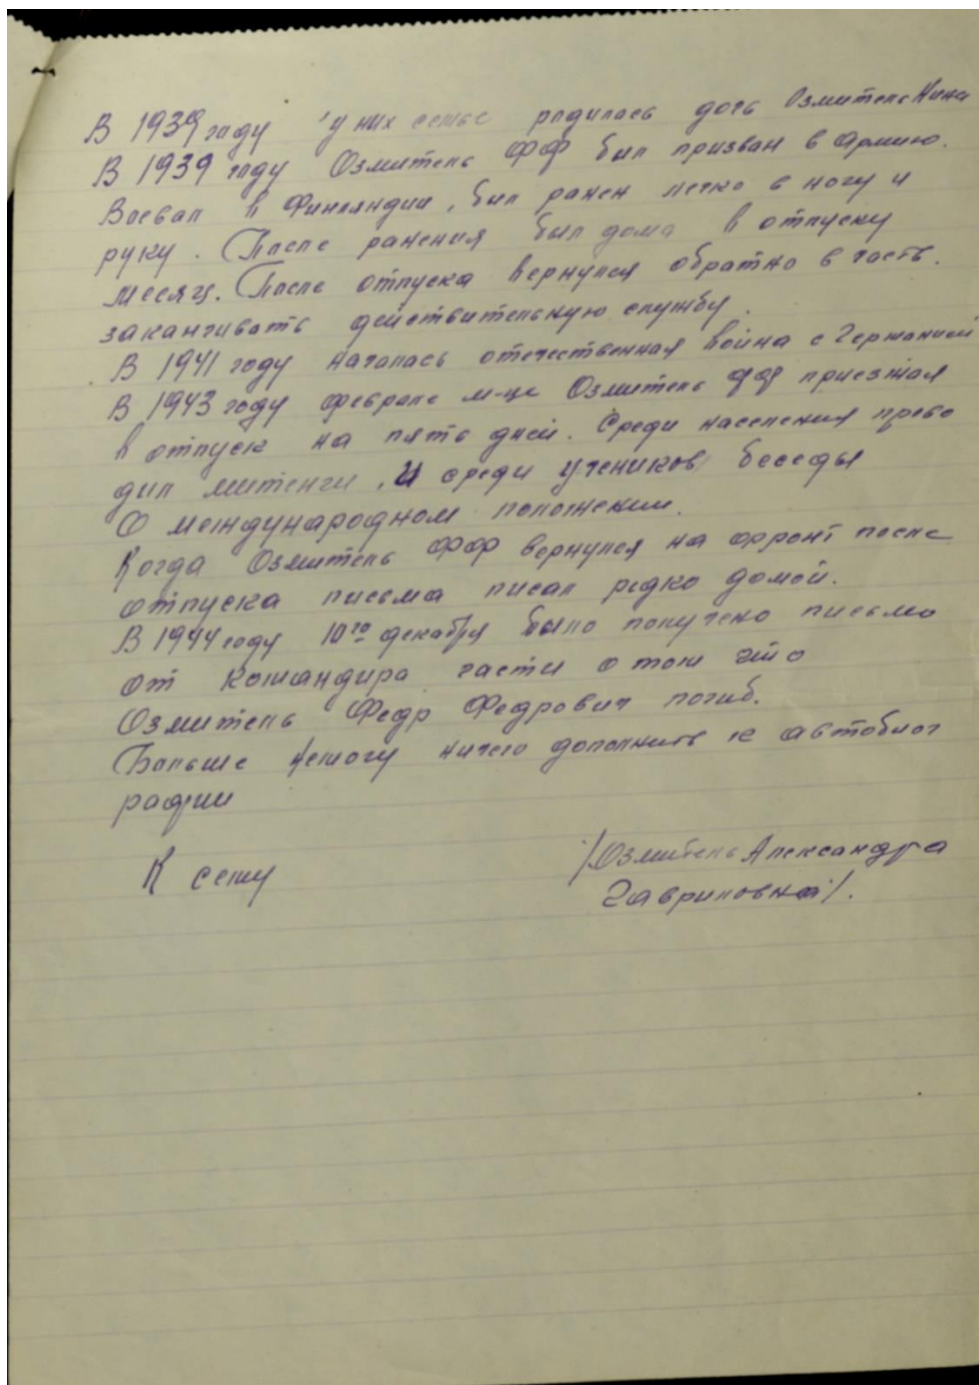 В 1939 году у них семье родилась дочь Озмитель Нина
В 1939 году Озмитель ФФ был призван в армию.
Воевал в Финляндии, был ранен легко в ногу и
руку. После ранения был дома в отпуску
месяц. После отпуска вернулся обратно в часть.
заканчивать действительную службу.
В 1941 году началась отечественная война с Германией
В 1943 году феврале м-це Озмитель ФФ приезжал
в отпуск на пять дней. Среди населения прово
дил митенги, и среди учеников беседы
О международном положении.
Когда Озмитель ФФ вернулся на фронт после
отпуска письма писал редко домой.
В 1944 году 10го декабря было получено письмо
от командира части о том что
Озмитель Федр Федрович погиб.
Больше немогу ничего дополнить к автобиог
рафии
К сему /Озмитель Александра
Гавриловна/.